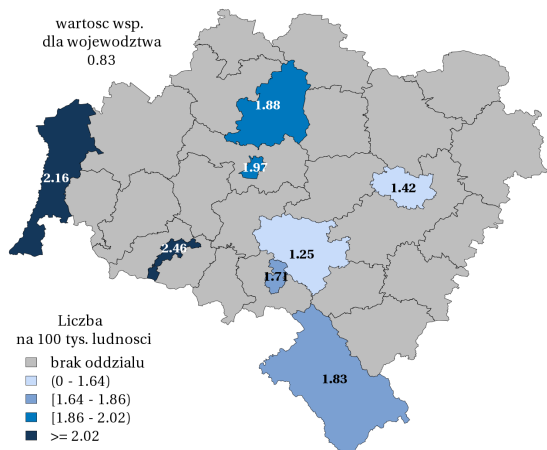 wartosc wsp.
dla wojewodztwa
0.83
1.88
1.97
2.16
1.42
2.46
1.25
1.71
1.83
Liczba
na 100 tys. ludnosci
brak oddzialu
(0 - 1.64)
[1.64 - 1.86)
[1.86 - 2.02)
>= 2.02